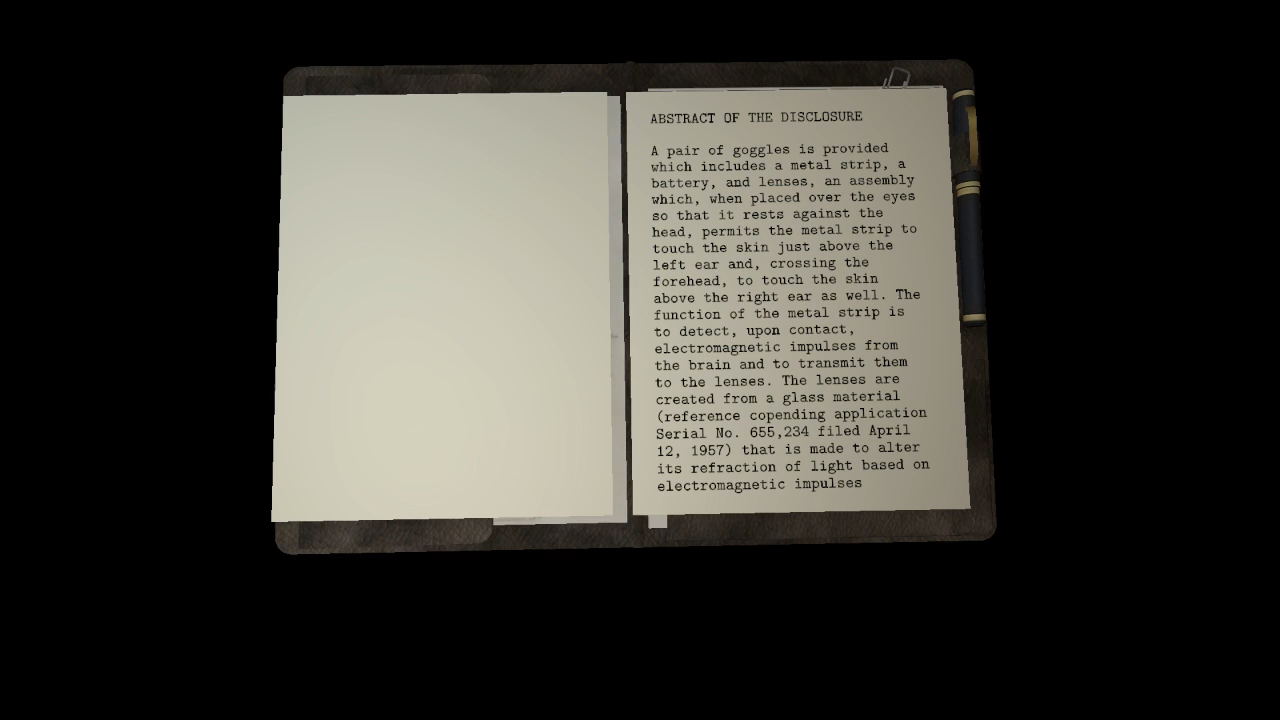 ABSTRACT OF THE DISCLOSURE
A pair of goggles is provided
which includes a metal strip, a
battery, and lenses, an assembly
which, when placed over the eyes
so that it rests against the
head, permits the metal strip to
touch the skin just above the
left ear and, crossing the
forehead, to touch the skin
above the right ear as well. The
function of the metal strip is
to detect, upon contact,
electromagnetic impulses from
the brain and to transmit them
to the lenses. The lenses are
created from a glass material
(reference copending application
Serial No. 655,234 filed April
12, 1957) that is made to alter
its refraction of light based on
electromagnetic impulses